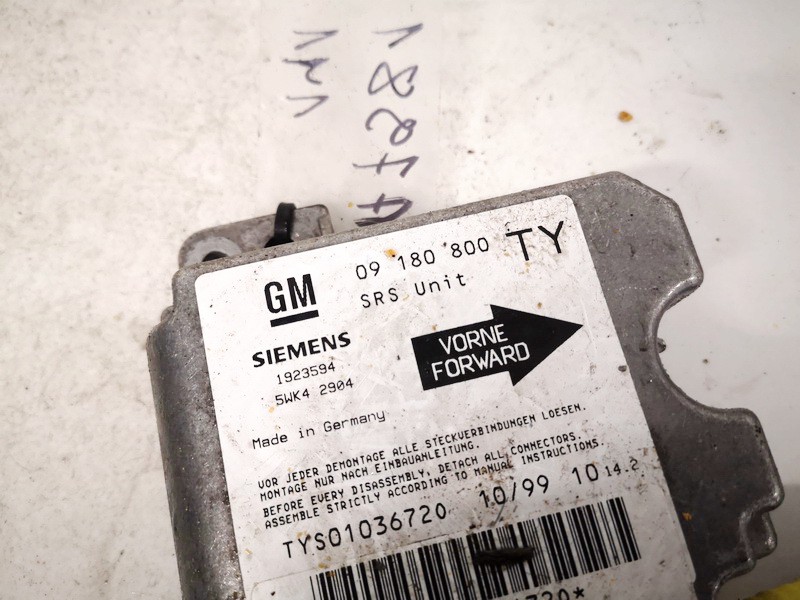 09 180 800 TY
GM
SRS Unit
SIEMENS
1923594
5WK4 2904
VORNE
FORWARD
Made in Germany
VOR JEDER DEMONTAGE ALLE STECKVERBINDUNGEN LOESEN.
MONTAGE NUR NACH EINBAUANLEITUNG.
BEFORE EVERY DISASSEMBLY, DETACH ALL CONNECTORS,
ASSEMBLE STRICTLY ACCORDING TO MANUAL INSTRUCTIONS.
TYS01036720 10/99 10 14.2